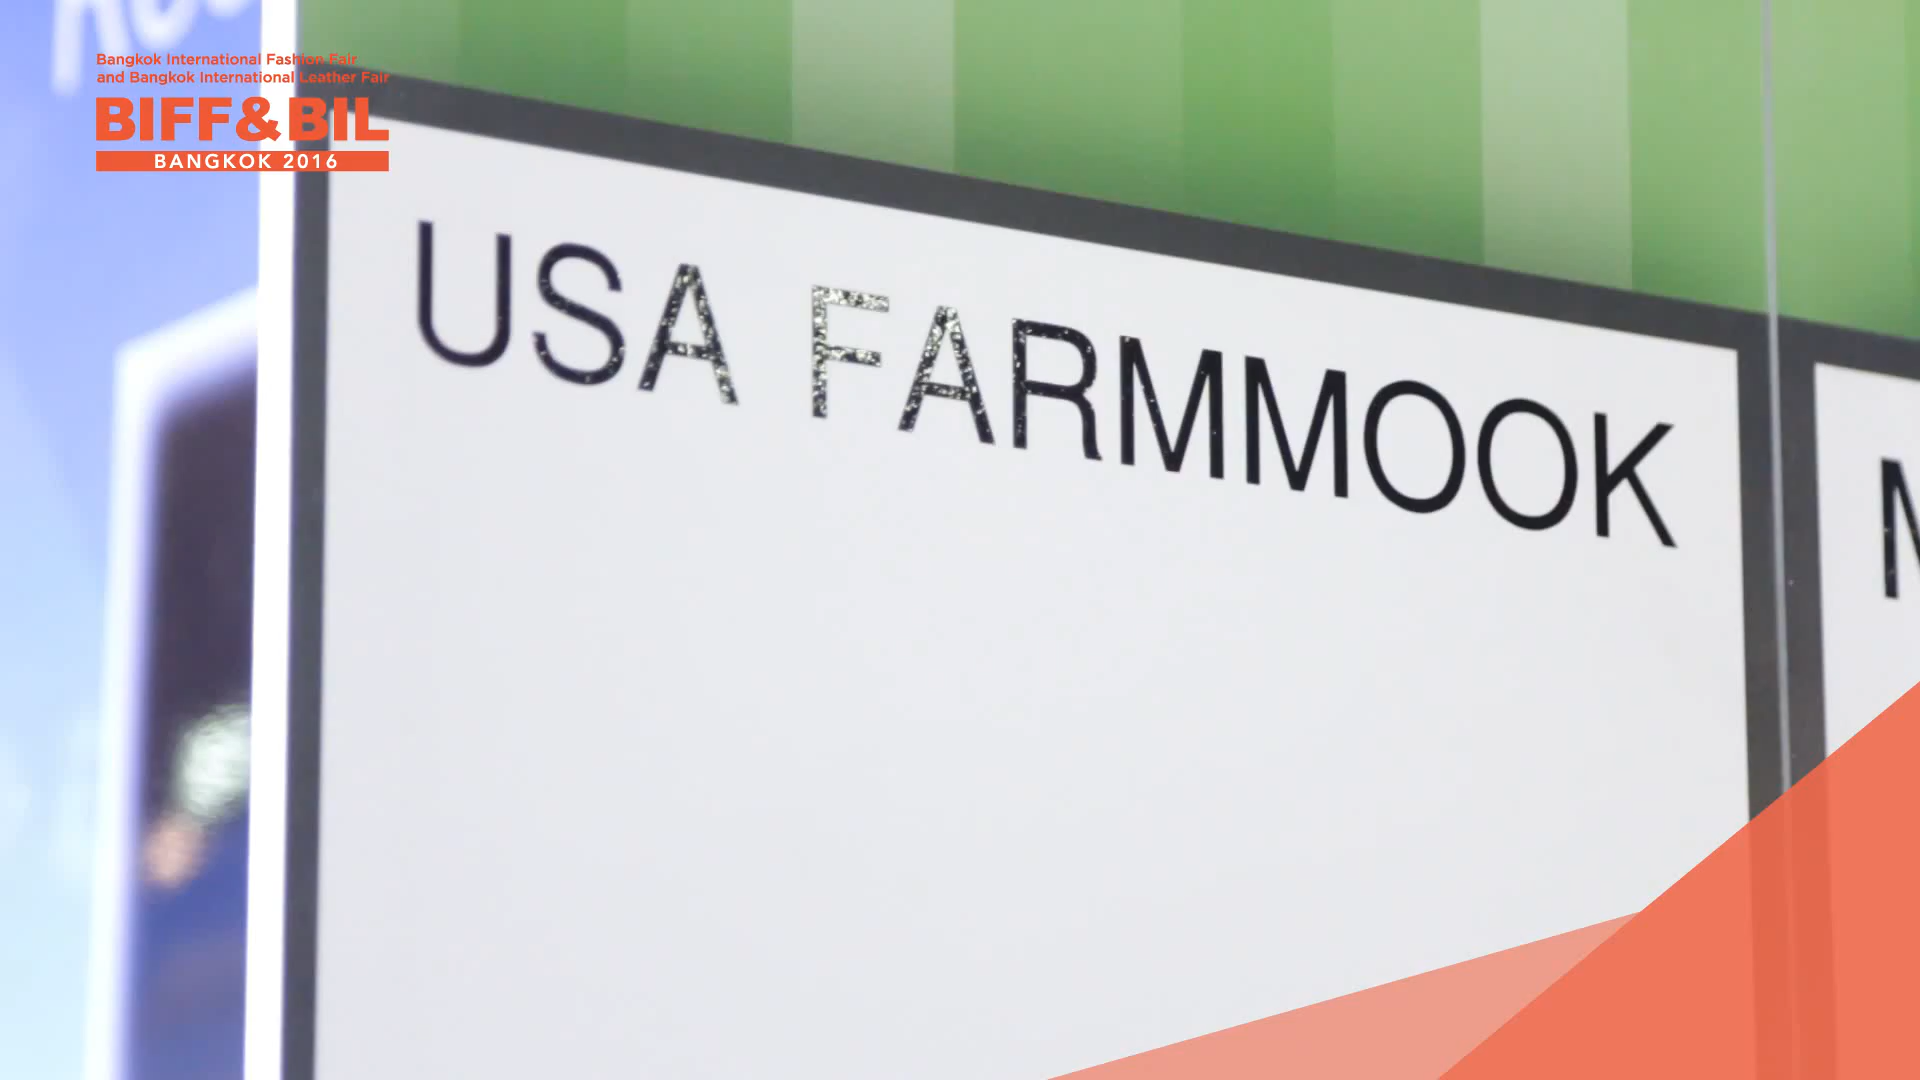 Bangkok International Fashion Fair
and Bangkok International Leather Fair
BIFF&BIL
BANGKOK 2016
USA FARMMOOK